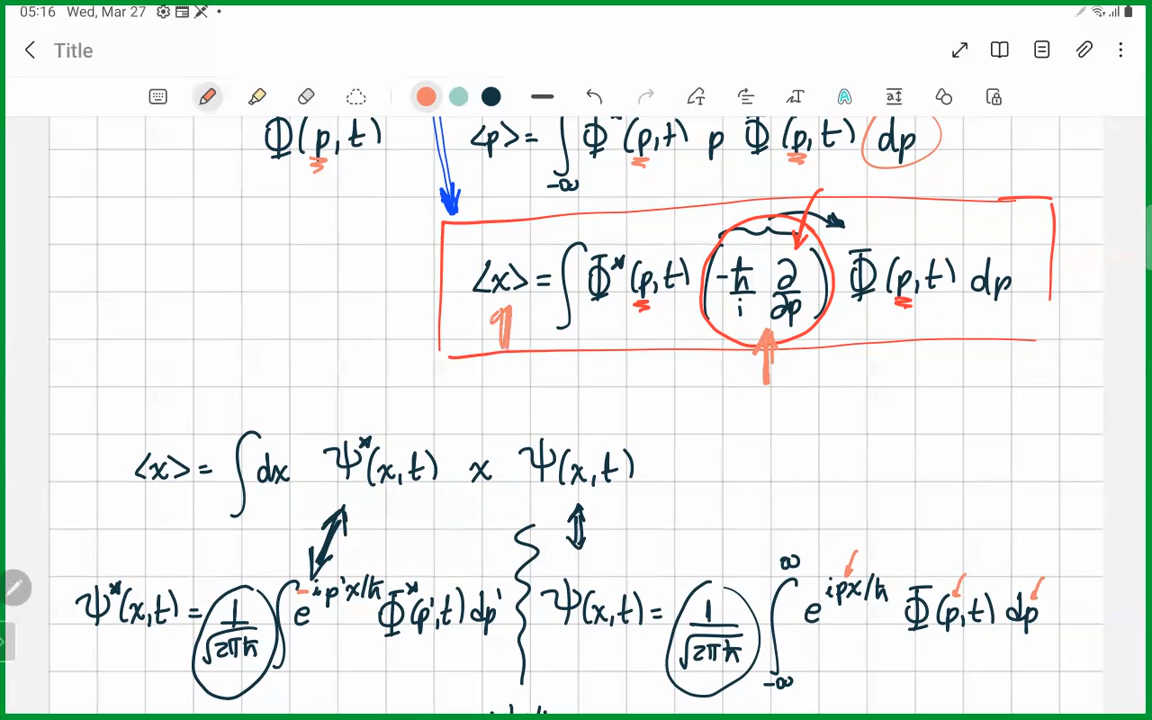 05:16 Wed, Mar 27
Title
Φ(p,t) <p> = ∫_{-∞} Φ*(p,t) p Φ(p,t) dp
<x> = ∫ Φ*(p,t) (-ħ/i ∂/∂p) Φ(p,t) dp
<x> = ∫ dx Ψ*(x,t) x Ψ(x,t)
Ψ*(x,t) = 1/√(2πħ) ∫ e^{-ip'x/ħ} Φ*(p',t) dp' Ψ(x,t) = 1/√(2πħ) ∫_{-∞}^{∞} e^{ipx/ħ} Φ(p,t) dp